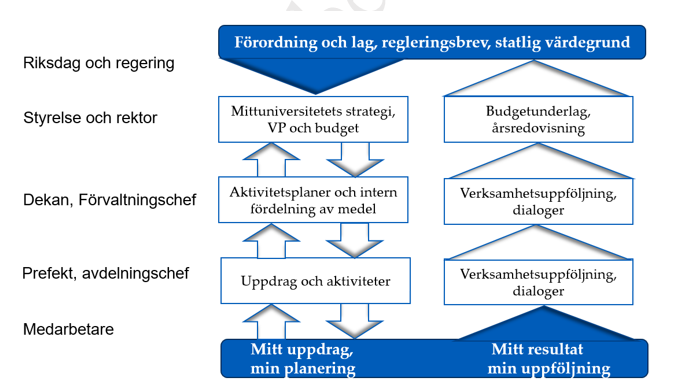 Förordning och lag, regleringsbrev, statlig värdegrund
Riksdag och regering
Styrelse och rektor
Mittuniversitetets strategi,
VP och budget
Budgetunderlag,
årsredovisning
Dekan, Förvaltningschef
Aktivitetsplaner och intern
fördelning av medel
Verksamhetsuppföljning,
dialoger
Prefekt, avdelningschef
Uppdrag och aktiviteter
Verksamhetsuppföljning,
dialoger
Medarbetare
Mitt uppdrag,
min planering
Mitt resultat
min uppföljning